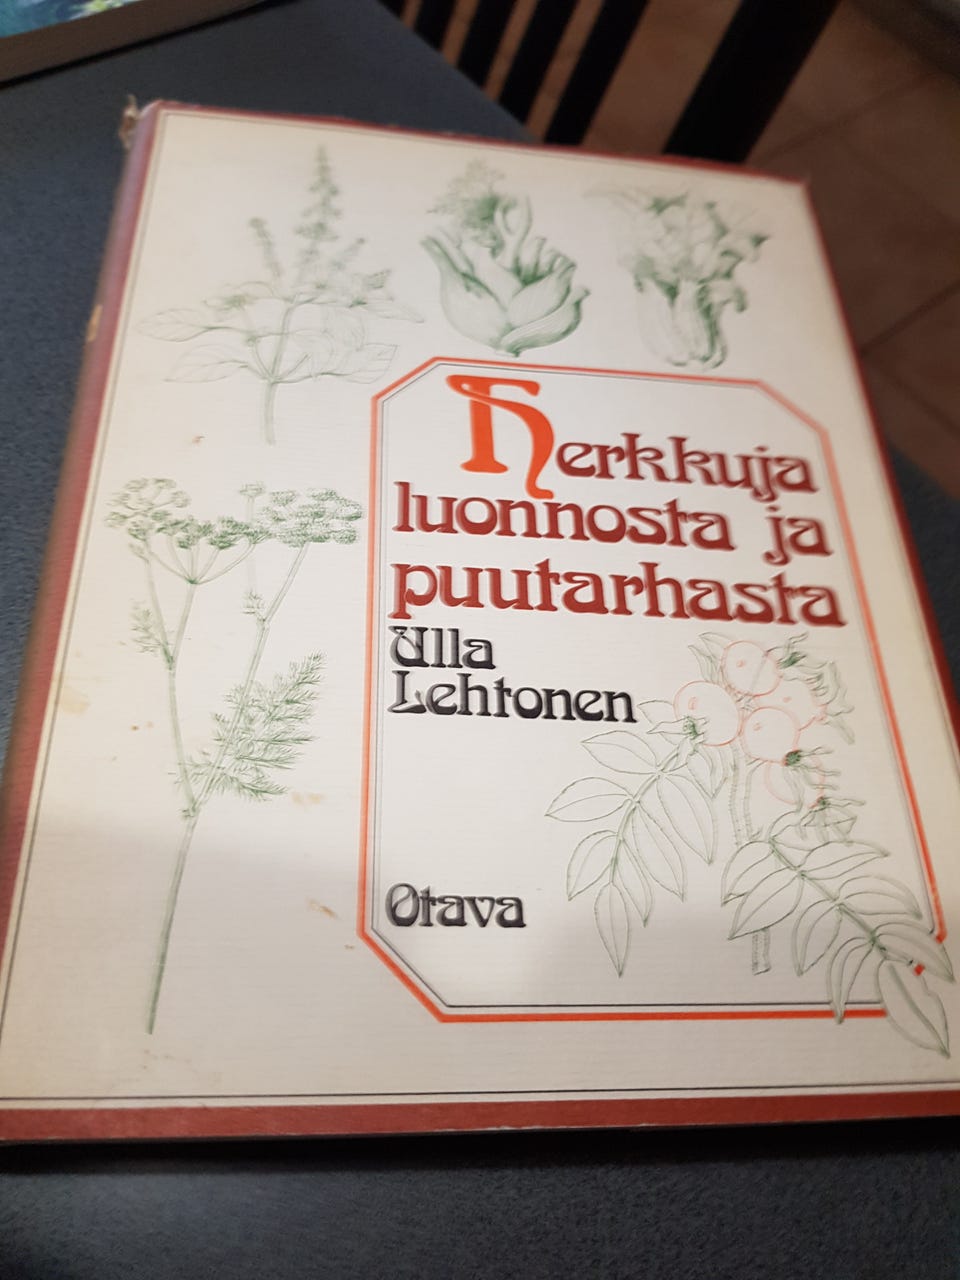 Herkkuja
luonnosta ja
puutarhasta
Ulla
Lehtonen
Otava